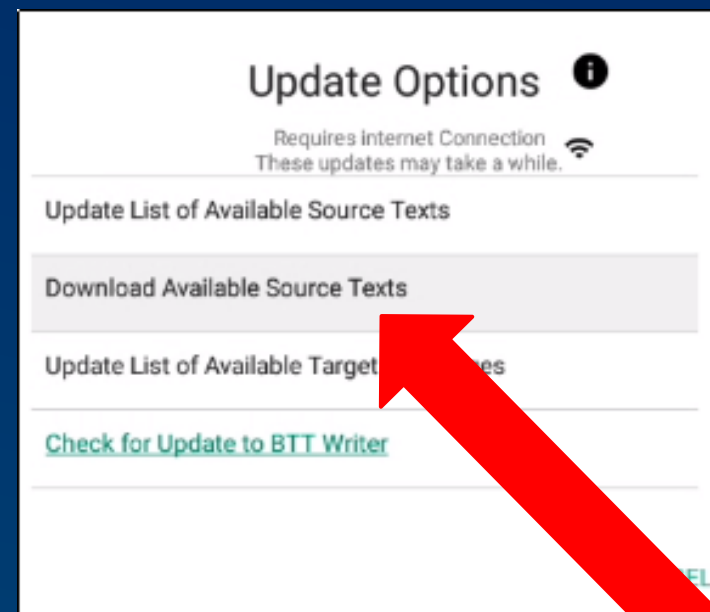 Update Options
Requires internet Connection
These updates may take a while.
Update List of Available Source Texts
Download Available Source Texts
Update List of Available Target
Check for Update to BTT Writer